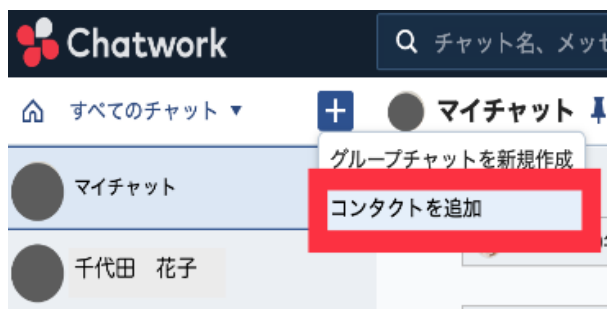 Chatwork
チャット名、メッセ
すべてのチャット ▼
+
マイチャット
グループチャットを新規作成
マイチャット
コンタクトを追加
千代田 花子